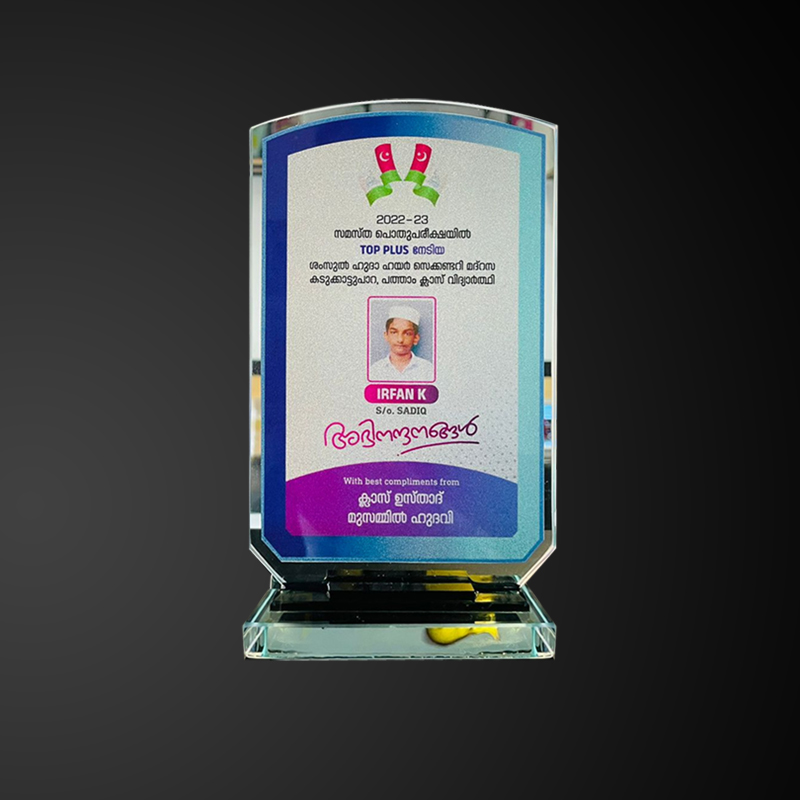 2022-23
സമസ്ത പൊതുപരീക്ഷയിൽ
TOP PLUS നേടിയ
ശംസുൽ ഹുദാ ഹയർ സെക്കണ്ടറി മദ്റസ
കടുക്കാട്ടുപാറ, പത്താം ക്ലാസ് വിദ്യാർത്ഥി
IRFAN K
S/o. SADIQ
അഭിനന്ദനങ്ങൾ
With best compliments from
ക്ലാസ് ഉസ്താദ്
മുസമ്മിൽ ഹുദവി